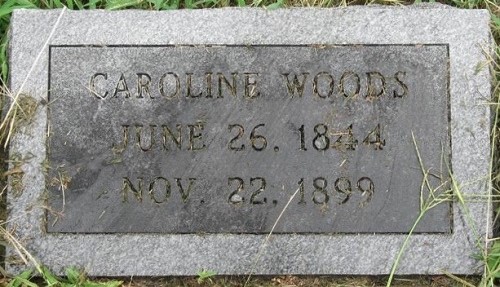 CAROLINE WOODS
JUNE 26, 1844
NOV. 22, 1899